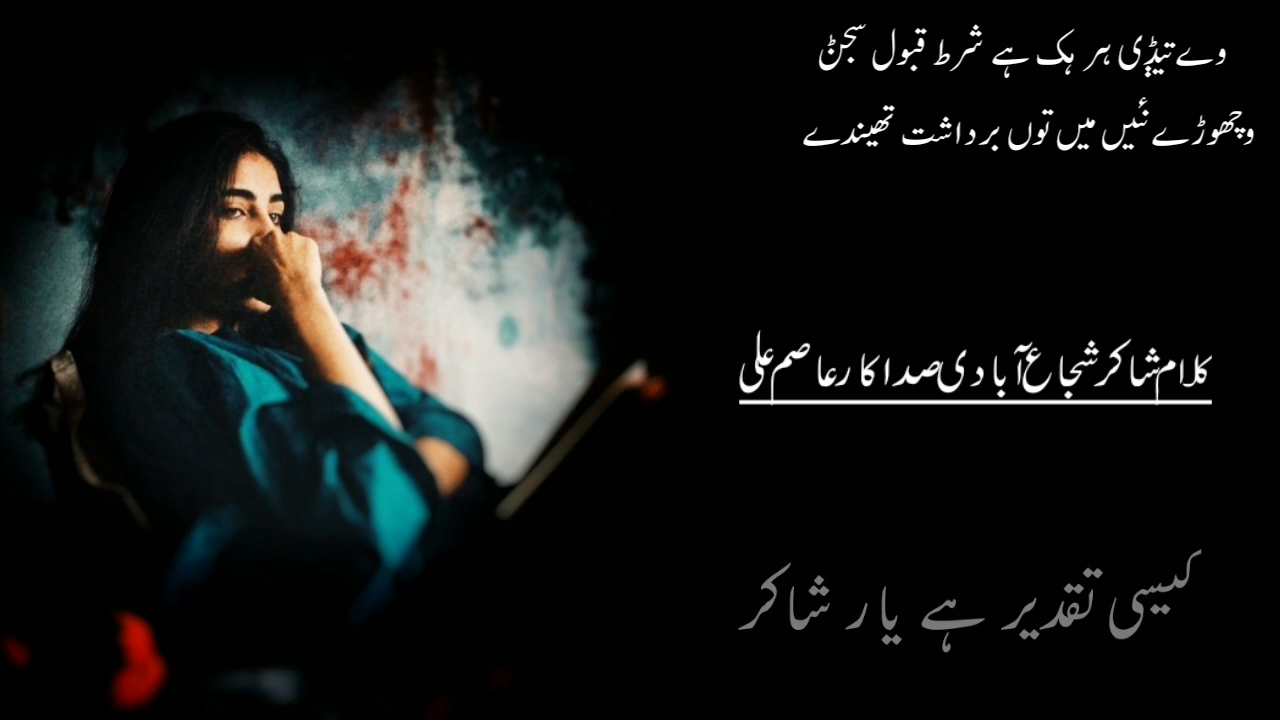 وے تیݙی ہر ہک ہے شرط قبول سجݨ
وچھوڑے نئیں میں توں برداشت تھیندے
کلام شاکر شجاع آبادی صداکار عاصم علی
کیسی تقدیر ہے یار شاکر